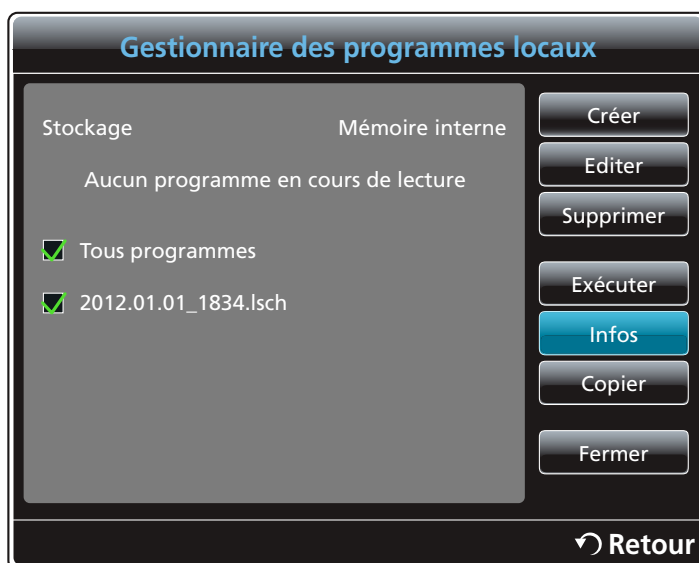 Gestionnaire des programmes locaux
Stockage Mémoire interne
Aucun programme en cours de lecture
Tous programmes
2012.01.01_1834.lsch
Créer
Editer
Supprimer
Exécuter
Infos
Copier
Fermer
Retour